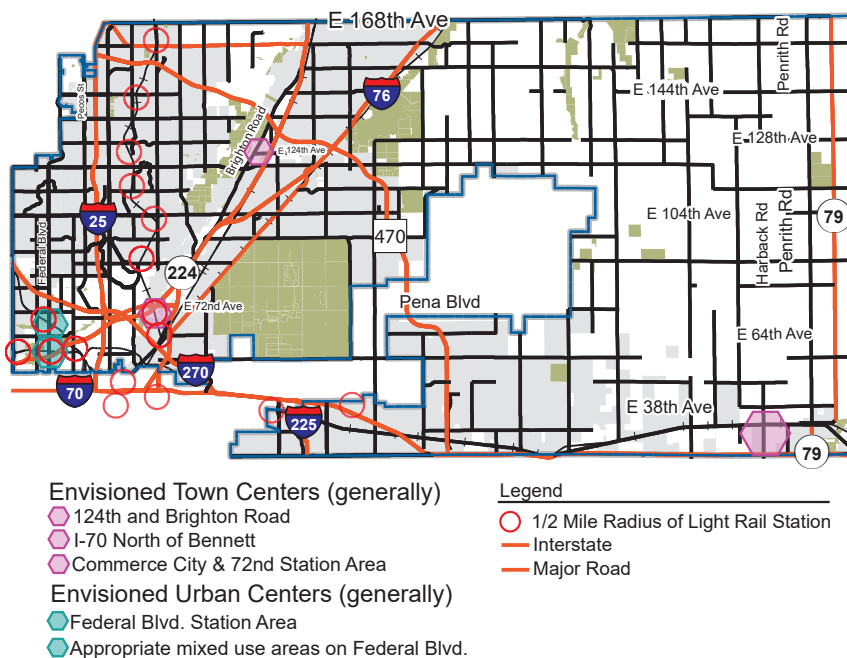 E 168th Ave
Penrith Rd
Pecos St
76
E 144th Ave
Brighton Road
E 124th Ave
E 128th Ave
25
Federal Blvd
470
E 104th Ave
Harback Rd
Penrith Rd
79
224
E 72nd Ave
Pena Blvd
E 64th Ave
270
70
E 38th Ave
225
79
Envisioned Town Centers (generally)
124th and Brighton Road
I-70 North of Bennett
Commerce City & 72nd Station Area
Envisioned Urban Centers (generally)
Federal Blvd. Station Area
Appropriate mixed use areas on Federal Blvd.
Legend
1/2 Mile Radius of Light Rail Station
Interstate
Major Road